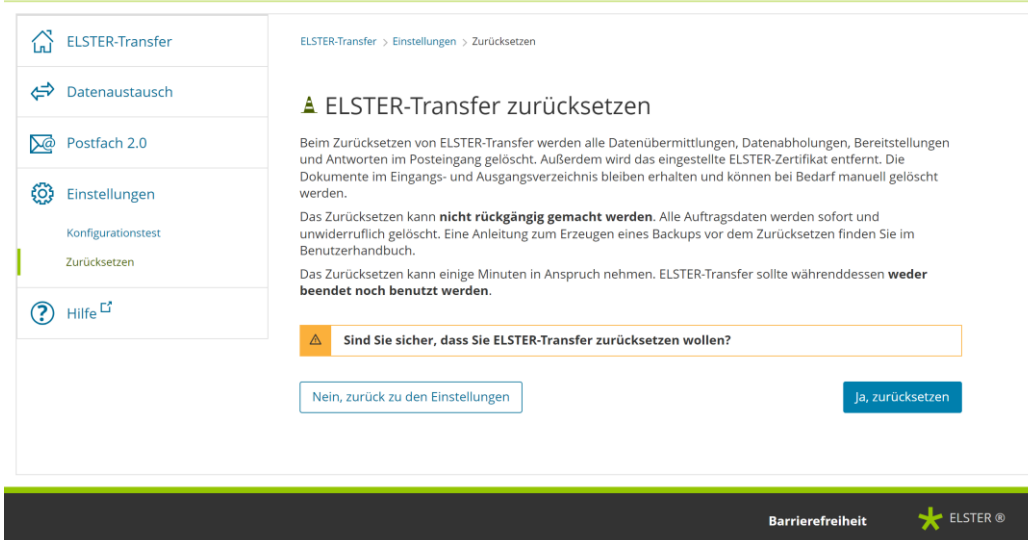 ELSTER-Transfer
Datenaustausch
Postfach 2.0
Einstellungen
Konfigurationstest
Zurücksetzen
Hilfe
ELSTER-Transfer > Einstellungen > Zurücksetzen
ELSTER-Transfer zurücksetzen
Beim Zurücksetzen von ELSTER-Transfer werden alle Datenübermittlungen, Datenabholungen, Bereitstellungen
und Antworten im Posteingang gelöscht. Außerdem wird das eingestellte ELSTER-Zertifikat entfernt. Die
Dokumente im Eingangs- und Ausgangsverzeichnis bleiben erhalten und können bei Bedarf manuell gelöscht
werden.
Das Zurücksetzen kann nicht rückgängig gemacht werden. Alle Auftragsdaten werden sofort und
unwiderruflich gelöscht. Eine Anleitung zum Erzeugen eines Backups vor dem Zurücksetzen finden Sie im
Benutzerhandbuch.
Das Zurücksetzen kann einige Minuten in Anspruch nehmen. ELSTER-Transfer sollte währenddessen weder
beendet noch benutzt werden.
Sind Sie sicher, dass Sie ELSTER-Transfer zurücksetzen wollen?
Nein, zurück zu den Einstellungen
Ja, zurücksetzen
Barrierefreiheit
ELSTER ®